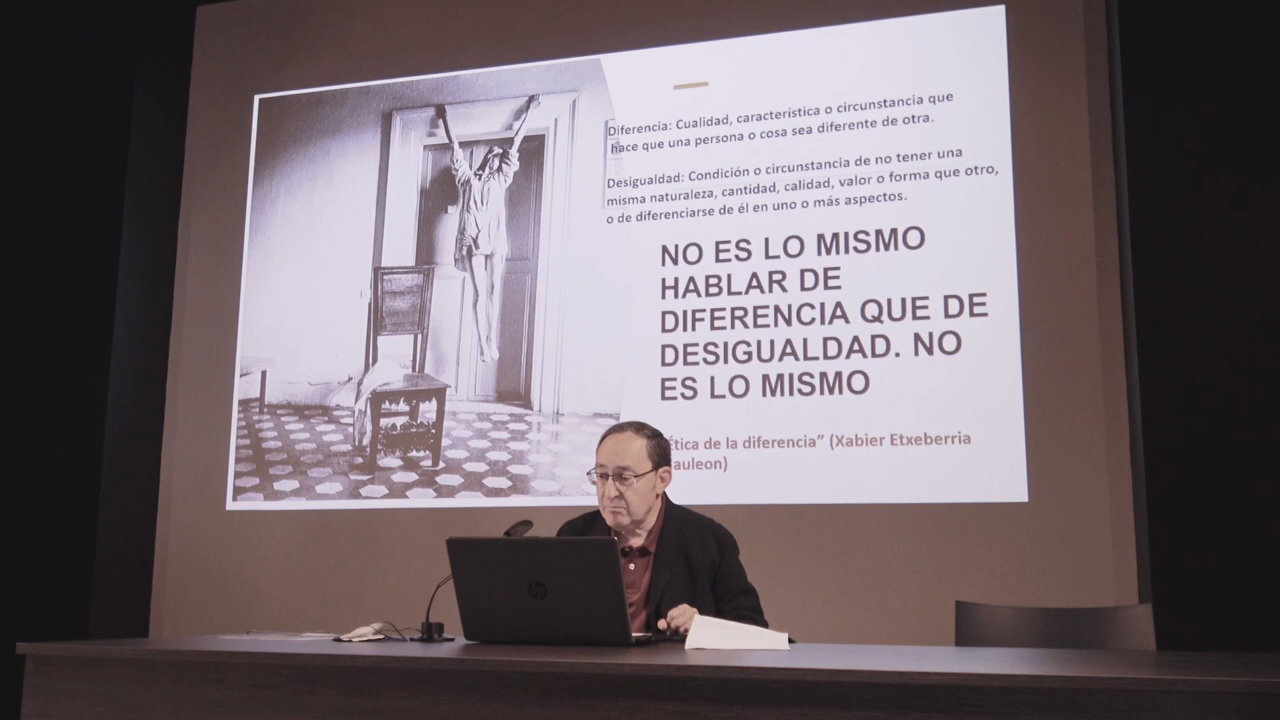 Diferencia: Cualidad, característica o circunstancia que
hace que una persona o cosa sea diferente de otra.
Desigualdad: Condición o circunstancia de no tener una
misma naturaleza, cantidad, calidad, valor o forma que otro,
o de diferenciarse de él en uno o más aspectos.
NO ES LO MISMO
HABLAR DE
DIFERENCIA QUE DE
DESIGUALDAD. NO
ES LO MISMO
Ética de la diferencia” (Xabier Etxeberria
auleon)
hp